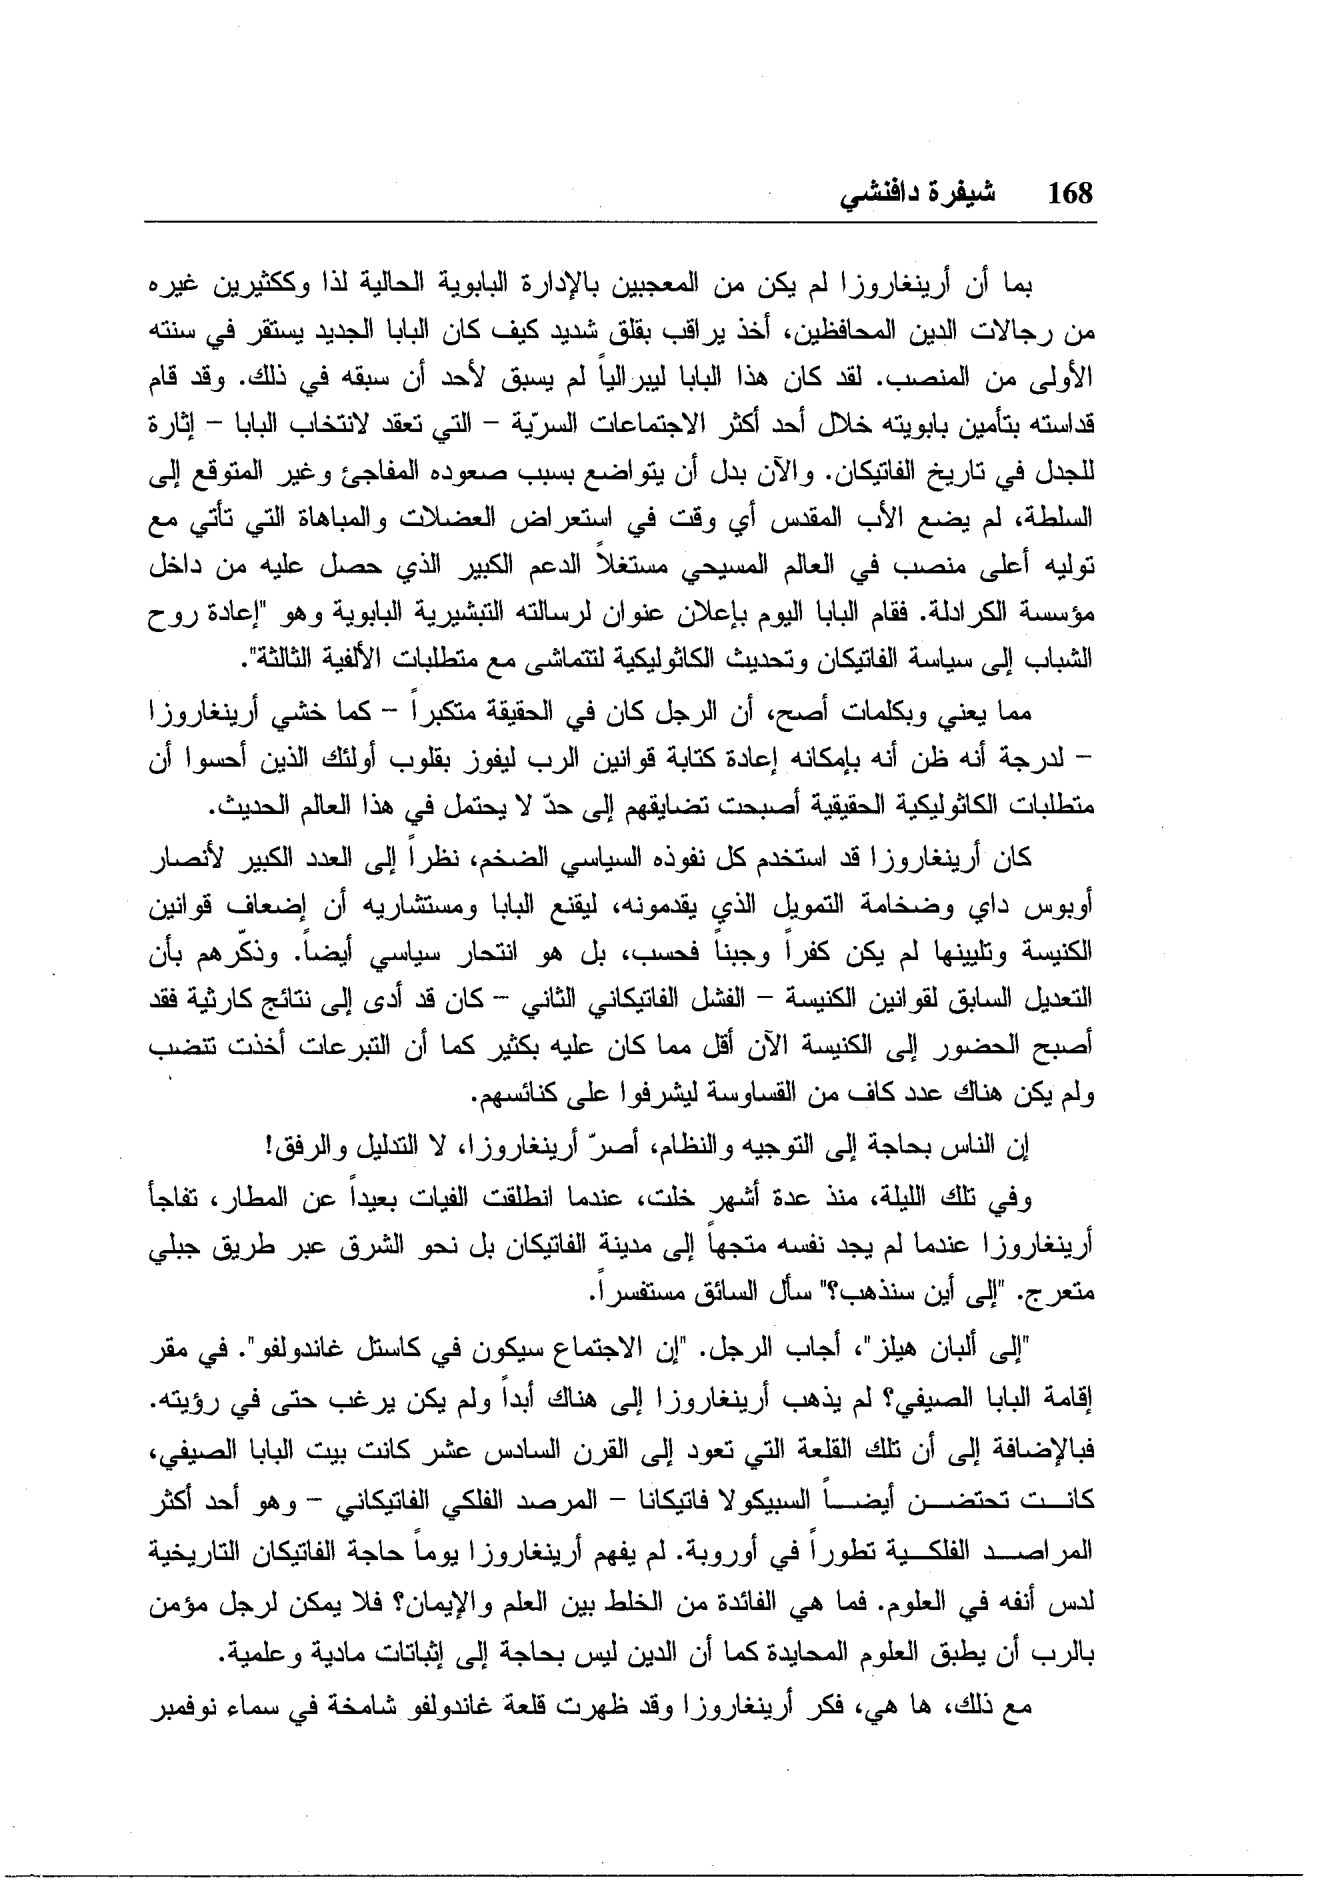 168 شيفرة دافنشي
بما أن أرينغاروزا لم يكن من المعجبين بالإدارة البابوية الحالية لذا وككثيرين غيره
من رجالات الدين المحافظين، أخذ يراقب بقلق شديد كيف كان البابا الجديد يستقر في سنته
الأولى من المنصب. لقد كان هذا البابا ليبرالياً لم يسبق لأحد أن سبقه في ذلك. وقد قام
قداسته بتأمين بابويته خلال أحد أكثر الاجتماعات السريّة – التي تعقد لانتخاب البابا – إثارة
للجدل في تاريخ الفاتيكان. والآن بدل أن يتواضع بسبب صعوده المفاجئ وغير المتوقع إلى
السلطة، لم يضع الأب المقدس أي وقت في استعراض العضلات والمباهاة التي تأتي مع
توليه أعلى منصب في العالم المسيحي مستغلاً الدعم الكبير الذي حصل عليه من داخل
مؤسسة الكرادلة. فقام البابا اليوم بإعلان عنوان لرسالته التبشيرية البابوية وهو "إعادة روح
الشباب إلى سياسة الفاتيكان وتحديث الكاثوليكية لتتماشى مع متطلبات الألفية الثالثة".
مما يعني وبكلمات أصح، أن الرجل كان في الحقيقة متكبراً – كما خشي أرينغاروزا
– لدرجة أنه ظن أنه بإمكانه إعادة كتابة قوانين الرب ليفوز بقلوب أولئك الذين أحسوا أن
متطلبات الكاثوليكية الحقيقية أصبحت تضايقهم إلى حدّ لا يحتمل في هذا العالم الحديث.
كان أرينغاروزا قد استخدم كل نفوذه السياسي الضخم، نظراً إلى العدد الكبير لأنصار
أوبوس داي وضخامة التمويل الذي يقدمونه، ليقنع البابا ومستشاريه أن إضعاف قوانين
الكنيسة وتليينها لم يكن كفراً وجبناً فحسب، بل هو انتحار سياسي أيضاً. وذكّرهم بأن
التعديل السابق لقوانين الكنيسة – الفشل الفاتيكاني الثاني – كان قد أدى إلى نتائج كارثية فقد
أصبح الحضور إلى الكنيسة الآن أقل مما كان عليه بكثير كما أن التبرعات أخذت تنضب
ولم يكن هناك عدد كاف من القساوسة ليشرفوا على كنائسهم.
إن الناس بحاجة إلى التوجيه والنظام، أصرّ أرينغاروزا، لا التدليل والرفق!
وفي تلك الليلة، منذ عدة أشهر خلت، عندما انطلقت الفيات بعيداً عن المطار، تفاجأ
أرينغاروزا عندما لم يجد نفسه متجهاً إلى مدينة الفاتيكان بل نحو الشرق عبر طريق جبلي
متعرج. "إلى أين سنذهب؟" سأل السائق مستفسراً.
"إلى ألبان هيلز"، أجاب الرجل. "إن الاجتماع سيكون في كاستل غاندولفو". في مقر
إقامة البابا الصيفي؟ لم يذهب أرينغاروزا إلى هناك أبداً ولم يكن يرغب حتى في رؤيته.
فبالإضافة إلى أن تلك القلعة التي تعود إلى القرن السادس عشر كانت بيت البابا الصيفي،
كانت تحتضن أيضاً السبيكولا فاتيكانا – المرصد الفلكي الفاتيكاني – وهو أحد أكثر
المراصد الفلكية تطوراً في أوروبة. لم يفهم أرينغاروزا يوماً حاجة الفاتيكان التاريخية
لدس أنفه في العلوم. فما هي الفائدة من الخلط بين العلم والإيمان؟ فلا يمكن لرجل مؤمن
بالرب أن يطبق العلوم المحايدة كما أن الدين ليس بحاجة إلى إثباتات مادية وعلمية.
مع ذلك، ها هي، فكر أرينغاروزا وقد ظهرت قلعة غاندولفو شامخة في سماء نوفمبر